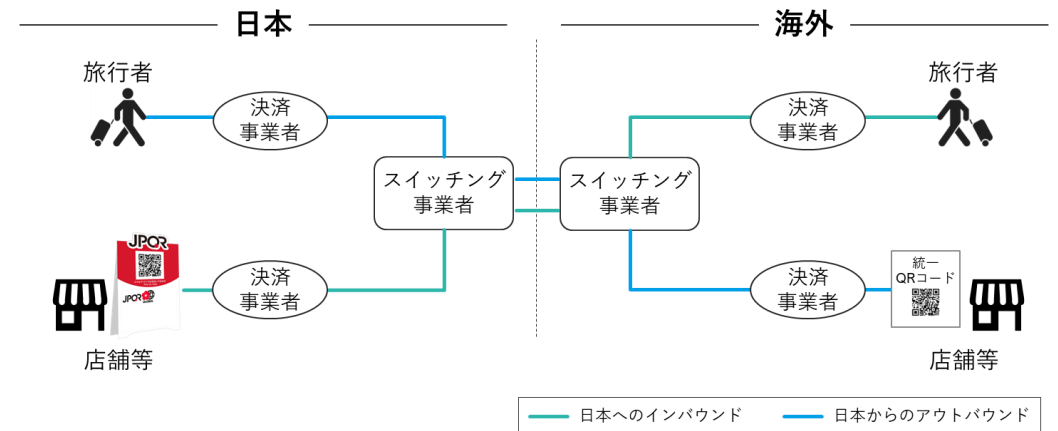 日本
海外
旅行者
旅行者
決済
事業者
決済
事業者
スイッチング
事業者
スイッチング
事業者
JPQR
JPQR
決済
事業者
決済
事業者
統一
QRコード
店舗等
店舗等
日本へのインバウンド
日本からのアウトバウンド